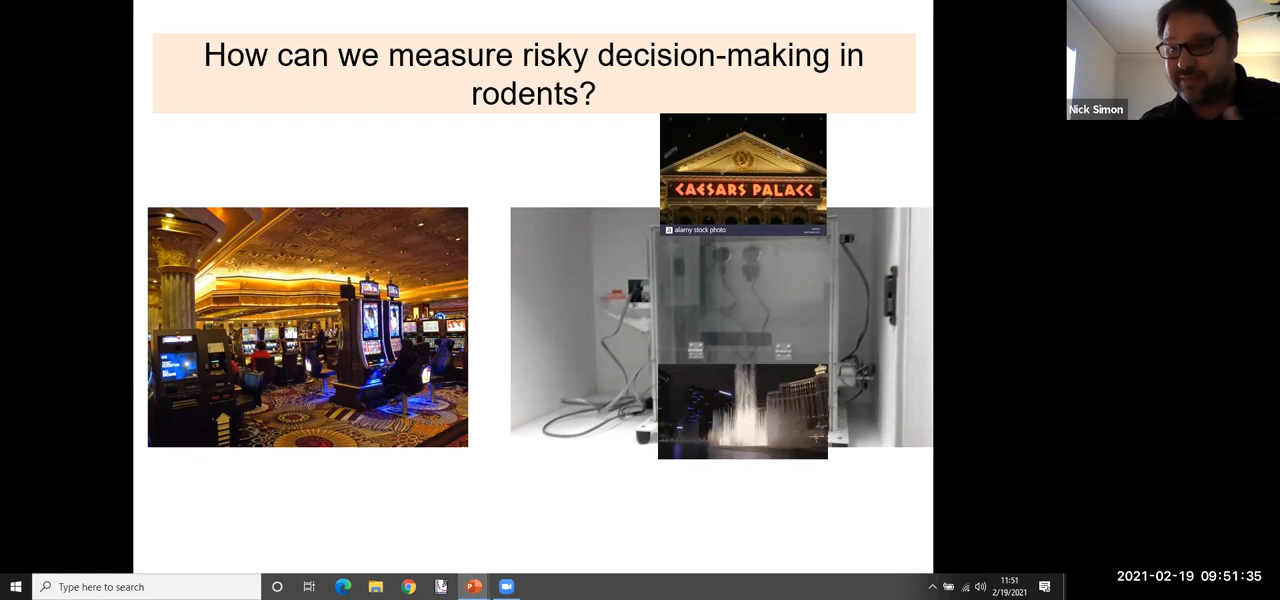 How can we measure risky decision-making in
rodents?
Nick Simon
alamy
CAESARS PALACE
a alamy stock photo
Type here to search
11:51
2/19/2021
2021-02-19 09:51:35